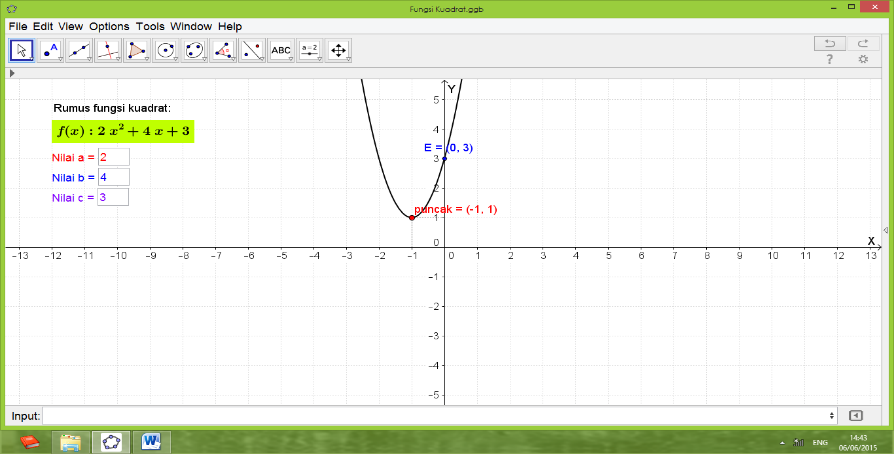 Fungsi Kuadrat.ggb
File Edit View Options Tools Window Help
A
ABC
a=2
?
Rumus fungsi kuadrat:
f(x) : 2 x² + 4 x + 3
Nilai a = 2
Nilai b = 4
Nilai c = 3
Y
5
4
E = (0, 3)
3
2
puncak = (-1, 1)
1
0
X
-13 -12 -11 -10 -9 -8 -7 -6 -5 -4 -3 -2 -1 0 1 2 3 4 5 6 7 8 9 10 11 12 13
-1
-2
-3
-4
-5
Input:
ENG
14:43
06/06/2015